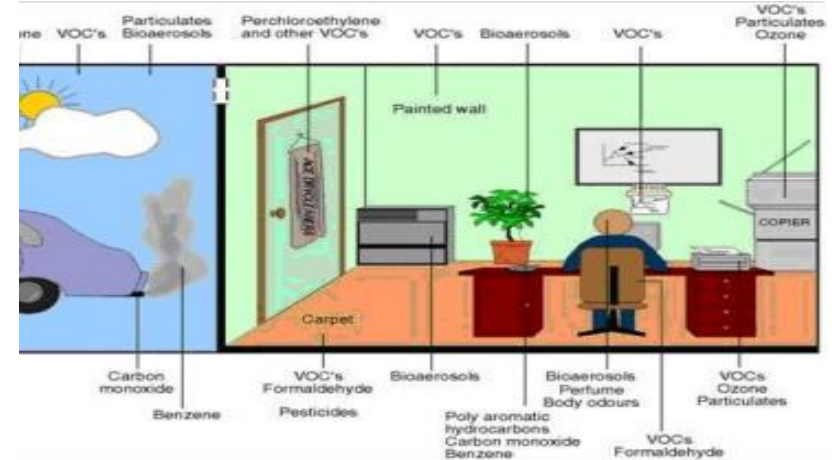 one VOC's
Particulates
Bioaerosols
Perchloroethylene
and other VOC's
VOC's
Bioaerosols
VOC's
VOC's
Particulates
Ozone
Painted wall
COPIER
Carpet
Carbon
monoxide
Benzene
VOC's
Formaldehyde
Pesticides
Bioaerosols
Poly aromatic
hydrocarbons
Carbon monoxide
Benzene
Bioaerosols
Perfume
Body odours
VOCs
Formaldehyde
VOCs
Ozone
Particulates